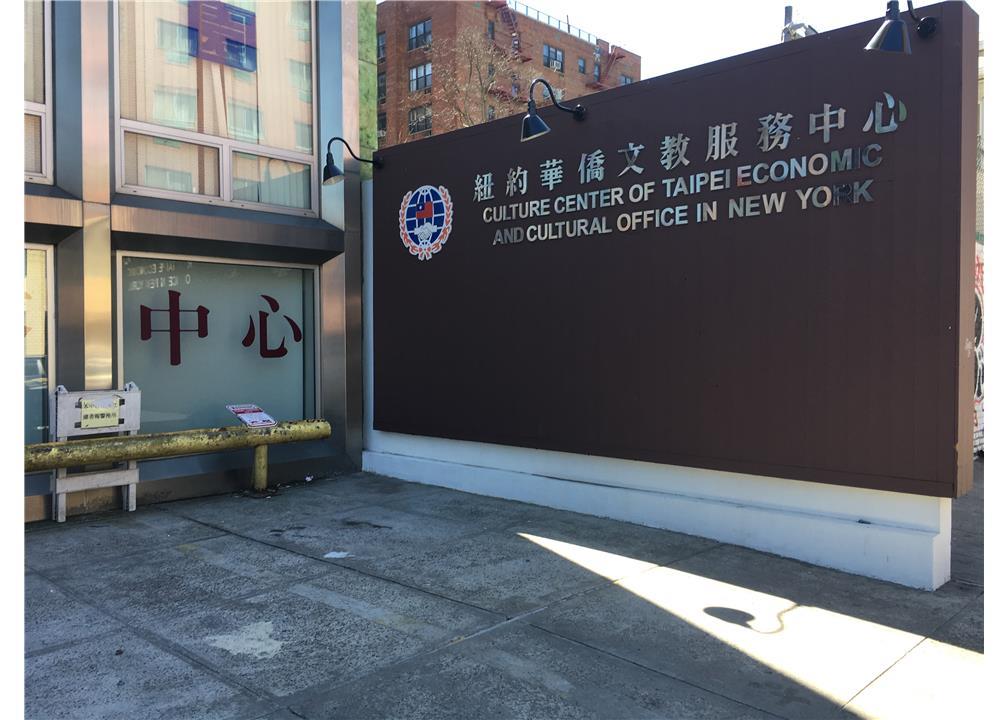 紐約華僑文教服務中心
CULTURE CENTER OF TAIPEI ECONOMIC
AND CULTURAL OFFICE IN NEW YORK
中心